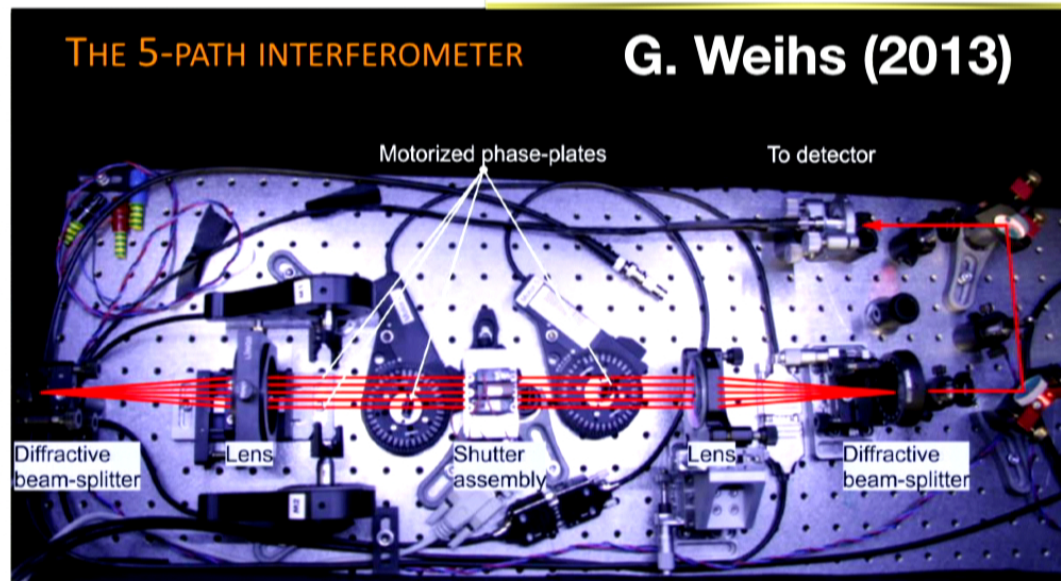 THE 5-PATH INTERFEROMETER
G. Weihs (2013)
Motorized phase-plates
To detector
Diffractive
beam-splitter
Lens
Shutter
assembly
Lens
Diffractive
beam-splitter